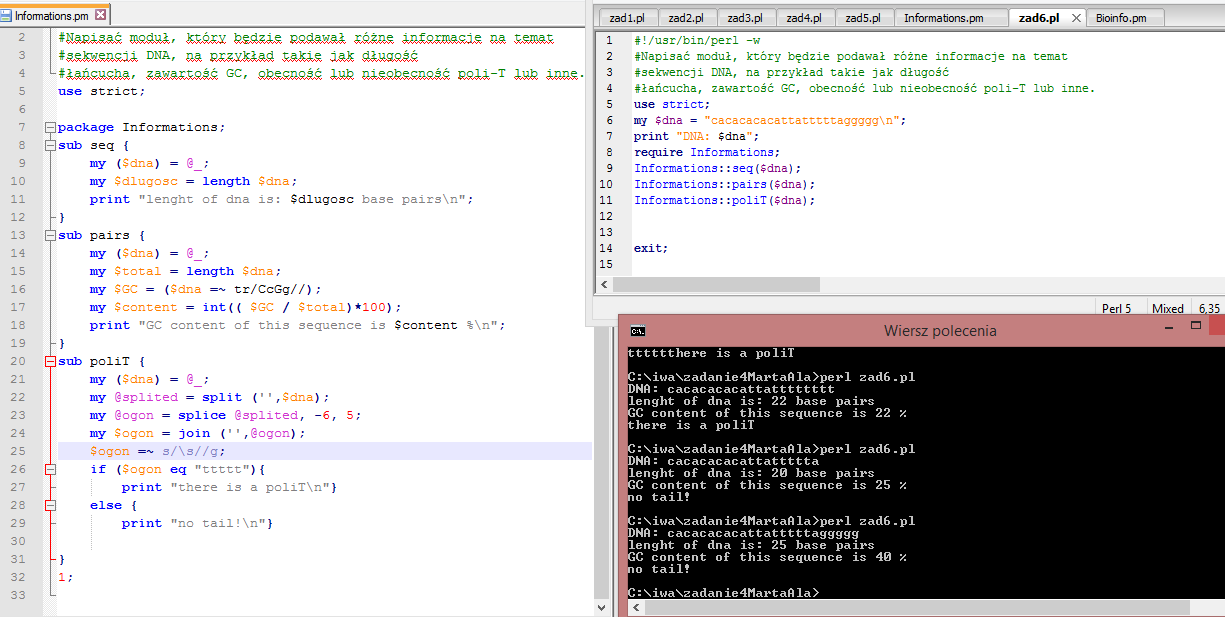 Informations.pm
2 #Napisać moduł, który będzie podawał różne informacje na temat
3 #sekwencji DNA, na przykład takie jak długość
4 #łańcucha, zawartość GC, obecność lub nieobecność poli-T lub inne.
5 use strict;
6
7 package Informations;
8 sub seq {
9 my ($dna) = @_;
10 my $dlugosc = length $dna;
11 print "lenght of dna is: $dlugosc base pairs\n";
12 }
13 sub pairs {
14 my ($dna) = @_;
15 my $total = length $dna;
16 my $GC = ($dna =~ tr/CcGg//);
17 my $content = int(( $GC / $total)*100);
18 print "GC content of this sequence is $content %\n";
19 }
20 sub poliT {
21 my ($dna) = @_;
22 my @splited = split ('',$dna);
23 my @ogon = splice @splited, -6, 5;
24 my $ogon = join ('',@ogon);
25 $ogon =~ s/\s//g;
26 if ($ogon eq "ttttt"){
27 print "there is a poliT\n"}
28 else {
29 print "no tail!\n"}
30
31 }
32 1;
33
zad1.pl zad2.pl zad3.pl zad4.pl zad5.pl Informations.pm zad6.pl Bioinfo.pm
1 #!/usr/bin/perl -w
2 #Napisać moduł, który będzie podawał różne informacje na temat
3 #sekwencji DNA, na przykład takie jak długość
4 #łańcucha, zawartość GC, obecność lub nieobecność poli-T lub inne.
5 use strict;
6 my $dna = "cacacacacattatttttaggggg\n";
7 print "DNA: $dna";
8 require Informations;
9 Informations::seq($dna);
10 Informations::pairs($dna);
11 Informations::poliT($dna);
12
13
14 exit;
15
Perl 5 Mixed 6,35
C:\. Wiersz polecenia
ttttttthere is a poliT
C:\iwa\zadanie4MartaAla>perl zad6.pl
DNA: cacacacacattatttttttt
lenght of dna is: 22 base pairs
GC content of this sequence is 22 %
there is a poliT
C:\iwa\zadanie4MartaAla>perl zad6.pl
DNA: cacacacacattattttta
lenght of dna is: 20 base pairs
GC content of this sequence is 25 %
no tail!
C:\iwa\zadanie4MartaAla>perl zad6.pl
DNA: cacacacacattatttttaggggg
lenght of dna is: 25 base pairs
GC content of this sequence is 40 %
no tail!
C:\iwa\zadanie4MartaAla>